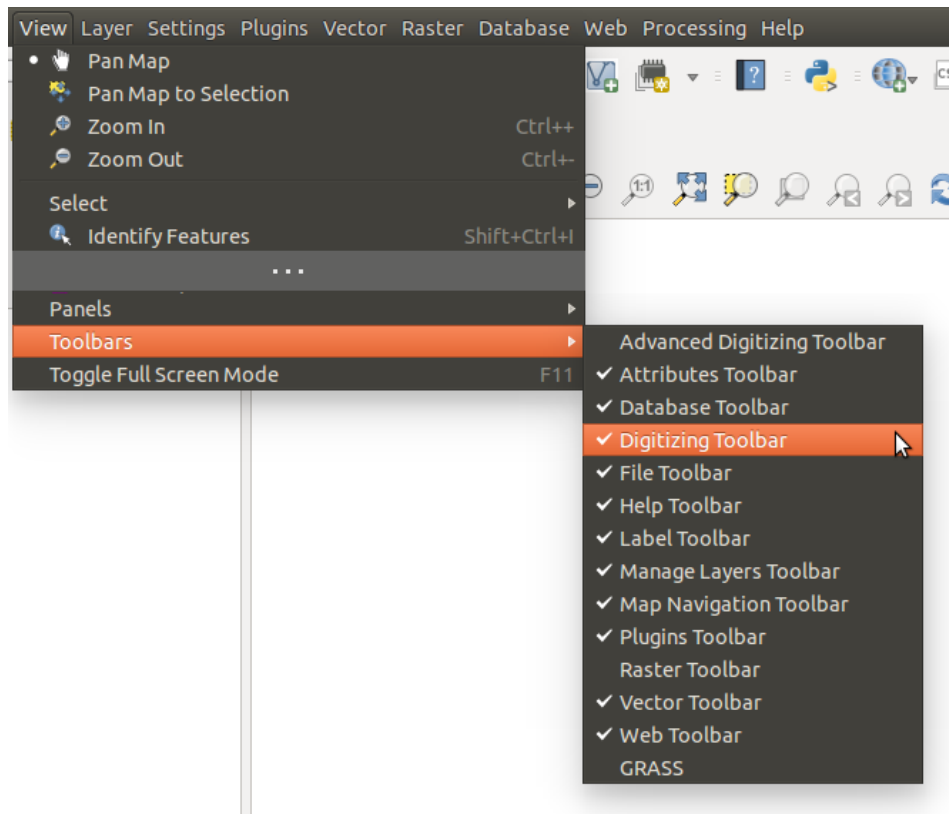 View Layer Settings Plugins Vector Raster Database Web Processing Help
Pan Map
Pan Map to Selection
Zoom In Ctrl++
Zoom Out Ctrl+-
Select
Identify Features Shift+Ctrl+I
...
Panels
Toolbars
Toggle Full Screen Mode F11
Advanced Digitizing Toolbar
Attributes Toolbar
Database Toolbar
Digitizing Toolbar
File Toolbar
Help Toolbar
Label Toolbar
Manage Layers Toolbar
Map Navigation Toolbar
Plugins Toolbar
Raster Toolbar
Vector Toolbar
Web Toolbar
GRASS
1:1